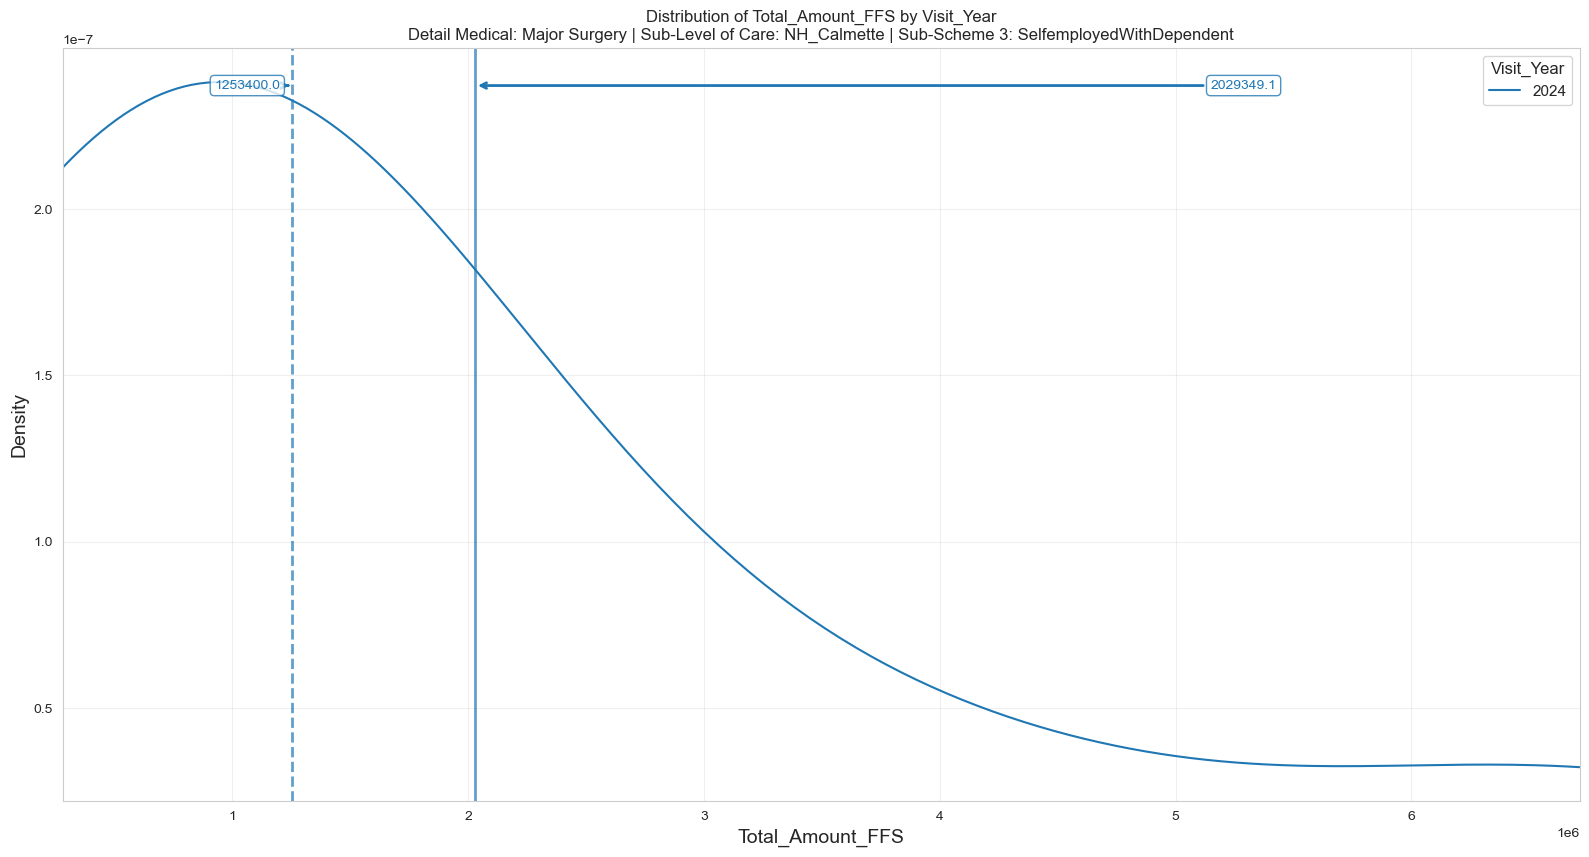 Distribution of Total_Amount_FFS by Visit_Year
Detail Medical: Major Surgery | Sub-Level of Care: NH_Calmette | Sub-Scheme 3: SelfemployedWithDependent
1e−7
1253400.0
2029349.1
Visit_Year
2024
2.0
1.5
1.0
0.5
Density
1
2
3
4
5
6
1e6
Total_Amount_FFS